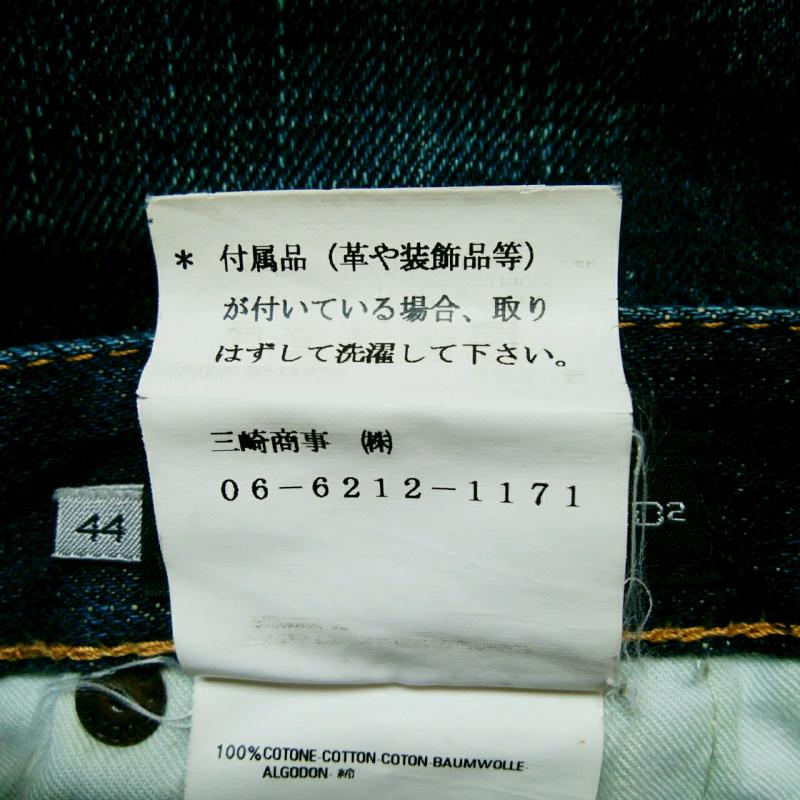 * 付属品（革や装飾品等）
が付いている場合、取り
はずして洗濯して下さい。
三崎商事 ㈱
06-6212-1171
44
D2
100%COTONE-COTTON-COTON-BAUMWOLLE-
ALGODON-綿